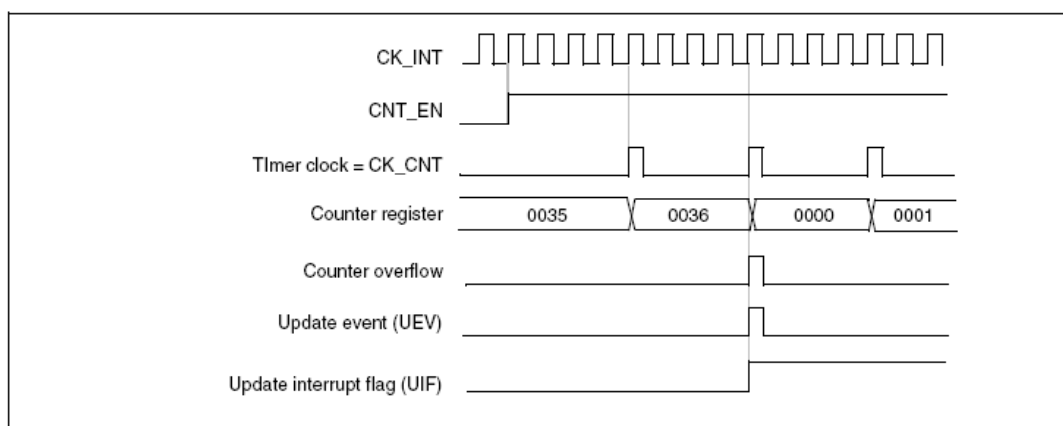 CK_INT
CNT_EN
TImer clock = CK_CNT
Counter register 0035 0036 0000 0001
Counter overflow
Update event (UEV)
Update interrupt flag (UIF)